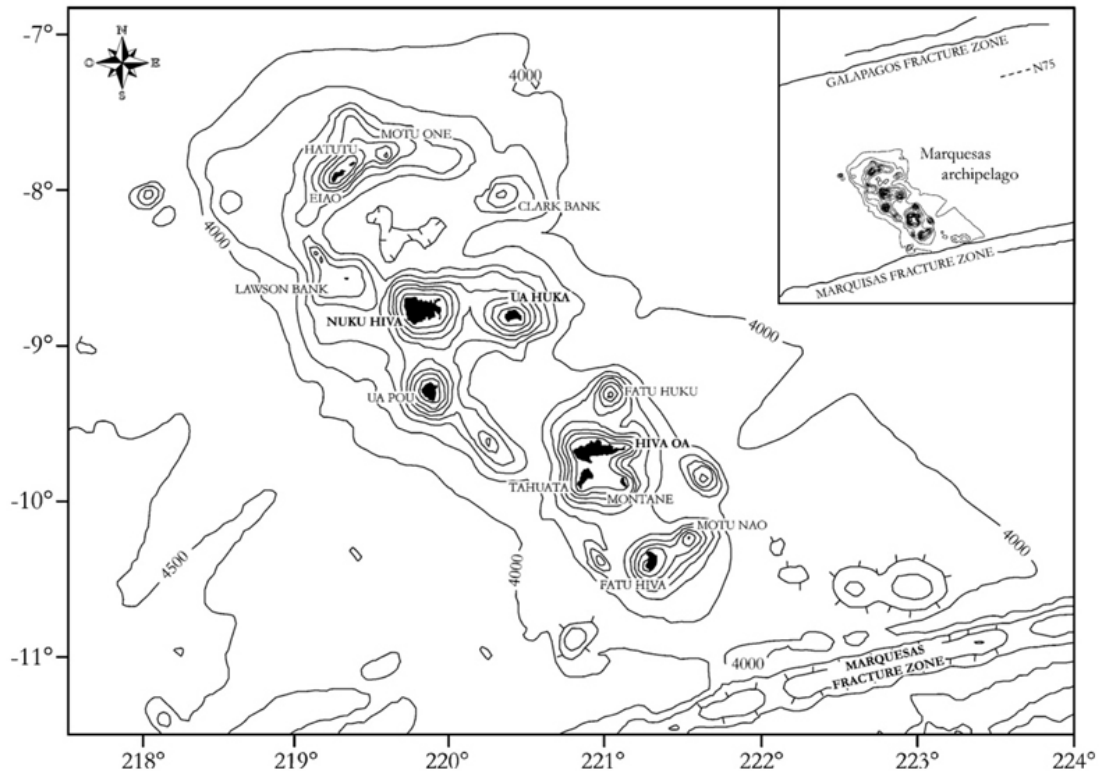 -7°
-8°
-9°
-10°
-11°
218°
219°
220°
221°
222°
223°
224°
N
O E
S
4000
MOTU ONE
HATUTU
EIAO
CLARK BANK
4000
LAWSON BANK
NUKU HIVA
UA HUKA
4000
UA POU
FATU HUKU
HIVA OA
TAHUATA
MONTANE
MOTU NAO
4500
4000
4000
FATU HIVA
4000
MARQUESAS
FRACTURE ZONE
GALAPAGOS FRACTURE ZONE
N75
Marquesas
archipelago
MARQUISAS FRACTURE ZONE